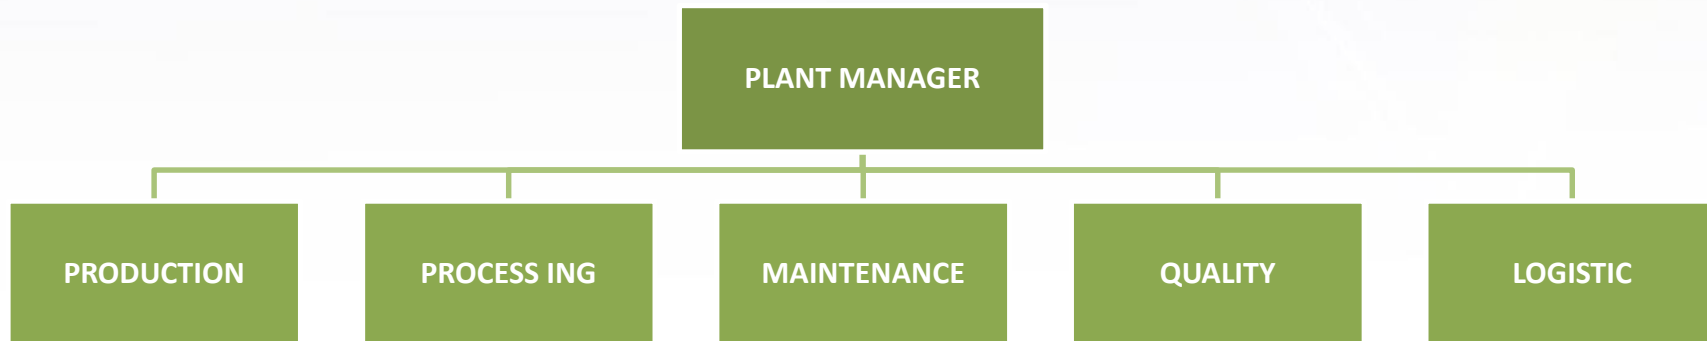 PLANT MANAGER
PRODUCTION
PROCESS ING
MAINTENANCE
QUALITY
LOGISTIC